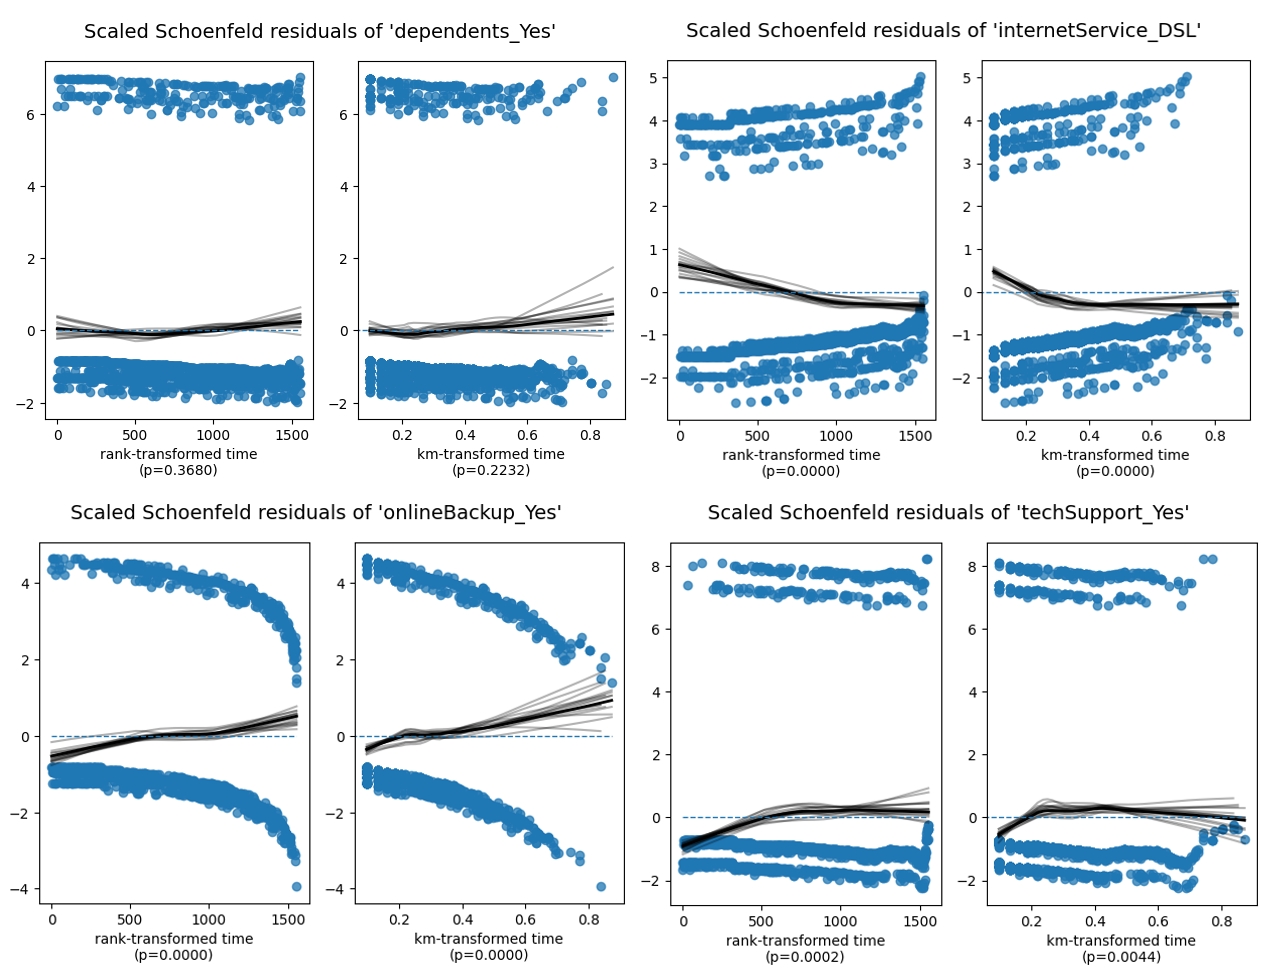 Scaled Schoenfeld residuals of 'dependents_Yes'
6
4
2
0
−2
0 500 1000 1500
rank-transformed time
(p=0.3680)
6
4
2
0
−2
0.2 0.4 0.6 0.8
km-transformed time
(p=0.2232)
Scaled Schoenfeld residuals of 'internetService_DSL'
5
4
3
2
1
0
−1
−2
0 500 1000 1500
rank-transformed time
(p=0.0000)
5
4
3
2
1
0
−1
−2
0.2 0.4 0.6 0.8
km-transformed time
(p=0.0000)
Scaled Schoenfeld residuals of 'onlineBackup_Yes'
4
2
0
−2
−4
0 500 1000 1500
rank-transformed time
(p=0.0000)
4
2
0
−2
−4
0.2 0.4 0.6 0.8
km-transformed time
(p=0.0000)
Scaled Schoenfeld residuals of 'techSupport_Yes'
8
6
4
2
0
−2
0 500 1000 1500
rank-transformed time
(p=0.0002)
8
6
4
2
0
−2
0.2 0.4 0.6 0.8
km-transformed time
(p=0.0044)